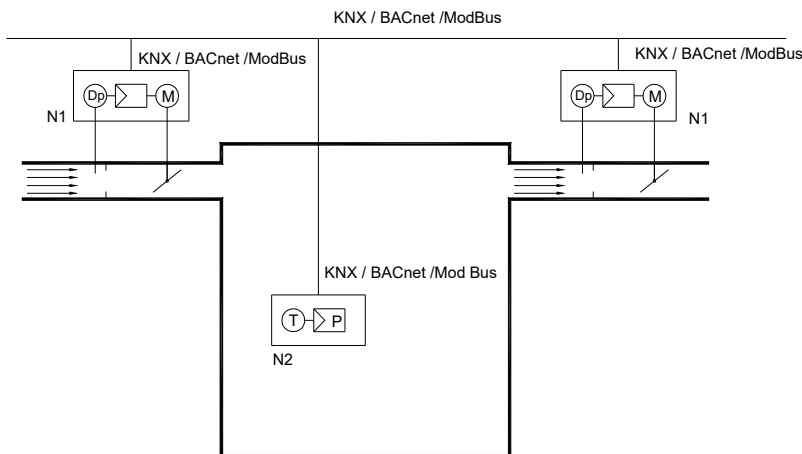 KNX / BACnet /ModBus
KNX / BACnet /ModBus
KNX / BACnet /ModBus
Dp M
N1
Dp M
N1
KNX / BACnet /Mod Bus
T P
N2